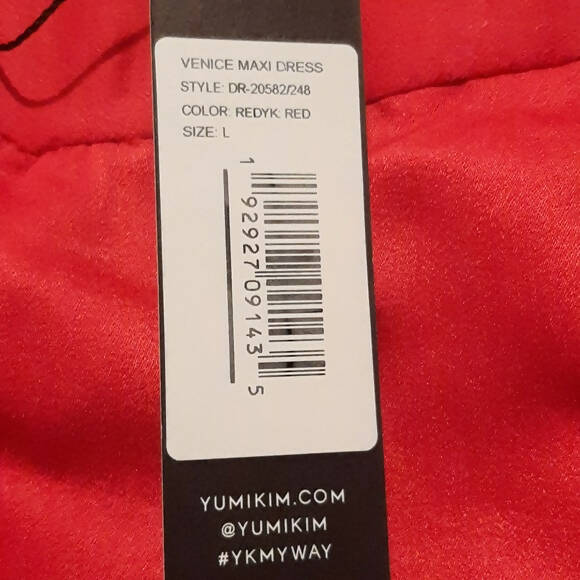 VENICE MAXI DRESS
STYLE: DR-20582/248
COLOR: REDYK: RED
SIZE: L
1 92927 09143 5
YUMIKIM.COM
@YUMIKIM
#YKMYWAY